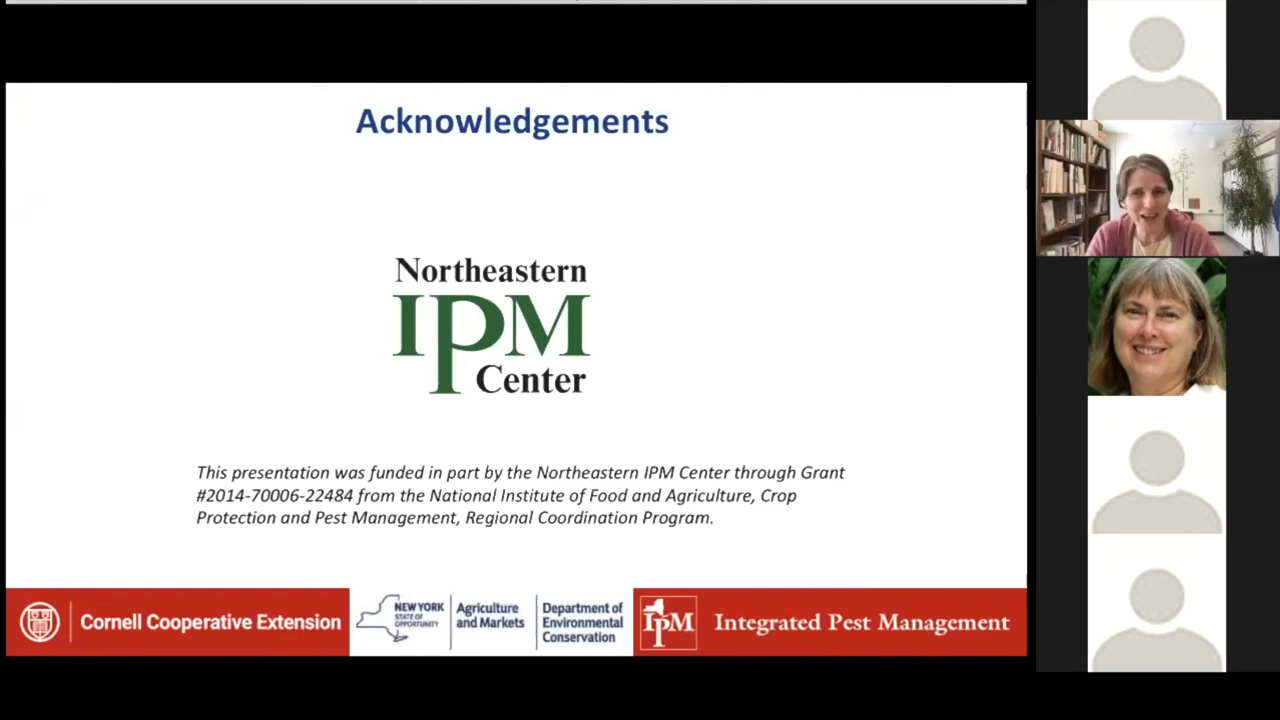 Acknowledgements
Northeastern
IPM
Center
This presentation was funded in part by the Northeastern IPM Center through Grant
#2014-70006-22484 from the National Institute of Food and Agriculture, Crop
Protection and Pest Management, Regional Coordination Program.
Cornell Cooperative Extension
NEW YORK
STATE OF
OPPORTUNITY
Agriculture
and Markets
Department of
Environmental
Conservation
IPM
Integrated Pest Management